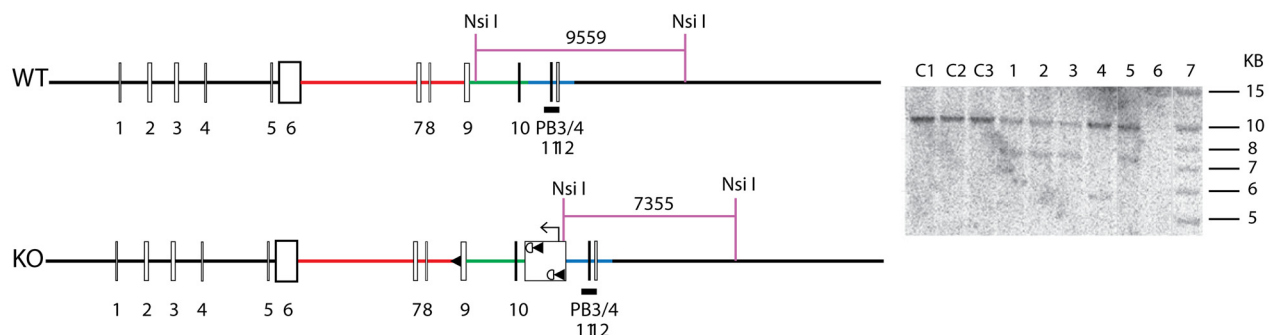 Nsi I Nsi I
9559
WT
1 2 3 4 5 6 7 8 9 10 PB3/4
11 12
Nsi I Nsi I
7355
KO
1 2 3 4 5 6 7 8 9 10 PB3/4
11 12
C1 C2 C3 1 2 3 4 5 6 7 KB
15
10
8
7
6
5